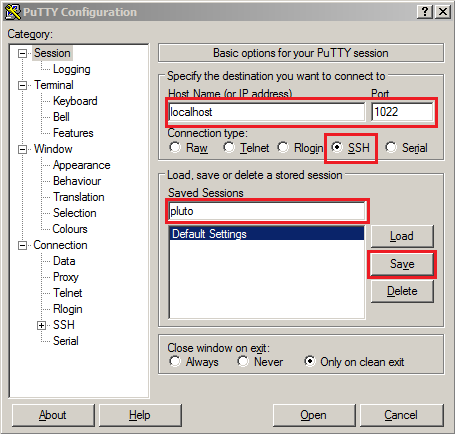 PuTTY Configuration
Category:
Session
Logging
Terminal
Keyboard
Bell
Features
Window
Appearance
Behaviour
Translation
Selection
Colours
Connection
Data
Proxy
Telnet
Rlogin
SSH
Serial
Basic options for your PuTTY session
Specify the destination you want to connect to
Host Name (or IP address) Port
localhost 1022
Connection type:
Raw Telnet Rlogin SSH Serial
Load, save or delete a stored session
Saved Sessions
pluto
Default Settings
Load
Save
Delete
Close window on exit:
Always Never Only on clean exit
About Help Open Cancel